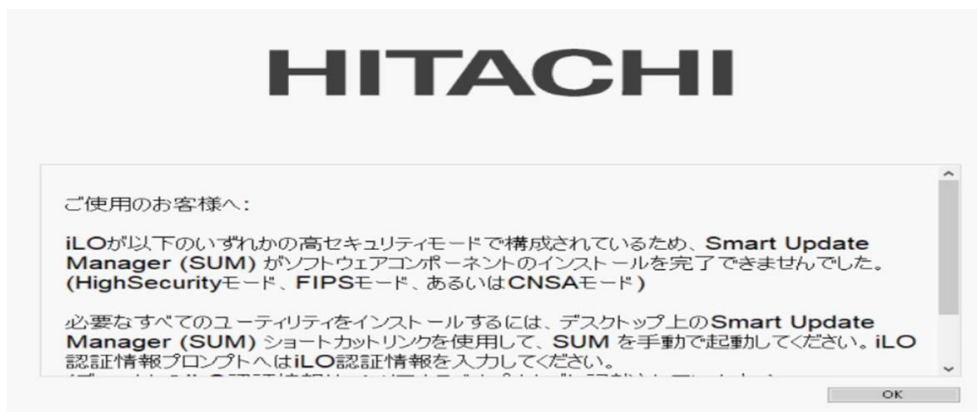 HITACHI
ご使用のお客様へ:
iLOが以下のいずれかの高セキュリティモードで構成されているため、Smart Update
Manager (SUM) がソフトウェアコンポーネントのインストールを完了できませんでした。
(HighSecurityモード、FIPSモード、あるいはCNSAモード)
必要なすべてのユーティリティをインストールするには、デスクトップ上のSmart Update
Manager (SUM) ショートカットリンクを使用して、SUM を手動で起動してください。iLO
認証情報プロンプトへはiLO認証情報を入力してください。
OK